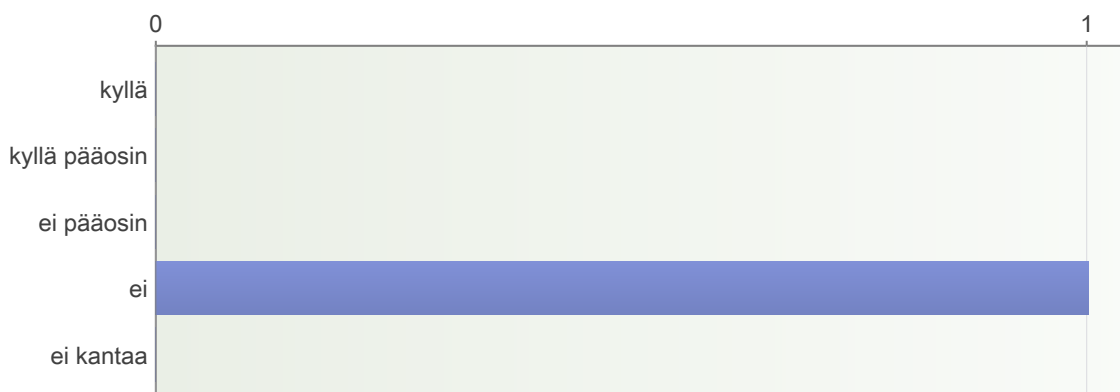 0 1
kyllä
kyllä pääosin
ei pääosin
ei
ei kantaa